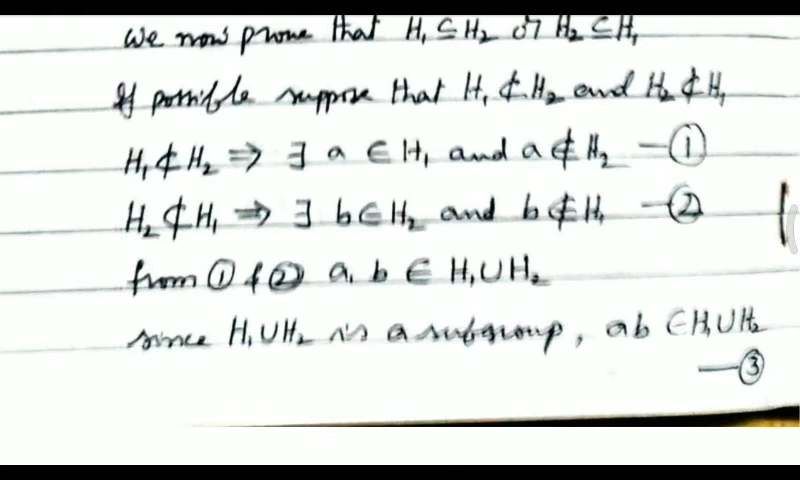 we now prove that H₁ ⊆ H₂ or H₂ ⊆ H₁
If possible suppose that H₁ ⊄ H₂ and H₂ ⊄ H₁
H₁ ⊄ H₂ ⇒ ∃ a ∈ H₁ and a ∉ H₂ —①
H₂ ⊄ H₁ ⇒ ∃ b ∈ H₂ and b ∉ H₁ —②
from ① & ② a, b ∈ H₁∪H₂
since H₁∪H₂ is a subgroup, ab ∈ H₁∪H₂
—③